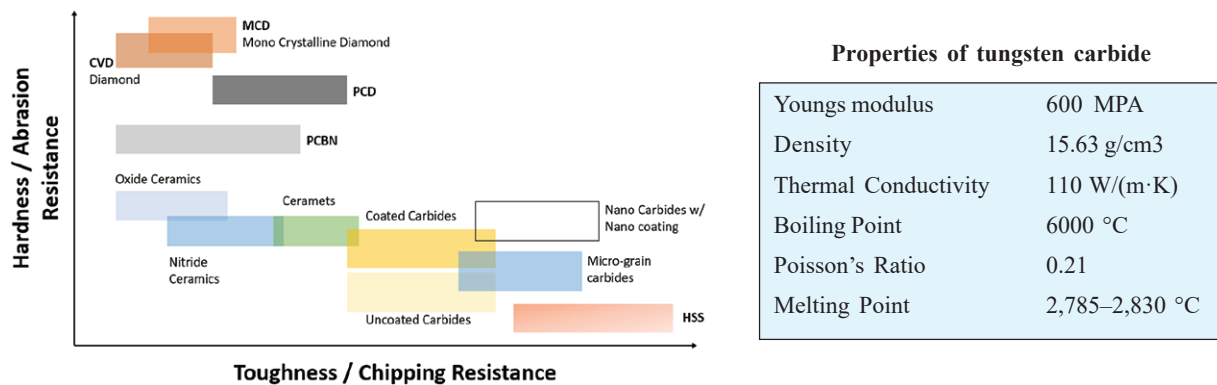 Hardness / Abrasion
Resistance
MCD
Mono Crystalline Diamond
CVD
Diamond
PCD
PCBN
Oxide Ceramics
Ceramets
Coated Carbides
Nano Carbides w/
Nano coating
Nitride
Ceramics
Micro-grain
carbides
Uncoated Carbides
HSS
Toughness / Chipping Resistance
Properties of tungsten carbide
Youngs modulus 600 MPA
Density 15.63 g/cm3
Thermal Conductivity 110 W/(m·K)
Boiling Point 6000 °C
Poisson’s Ratio 0.21
Melting Point 2,785–2,830 °C